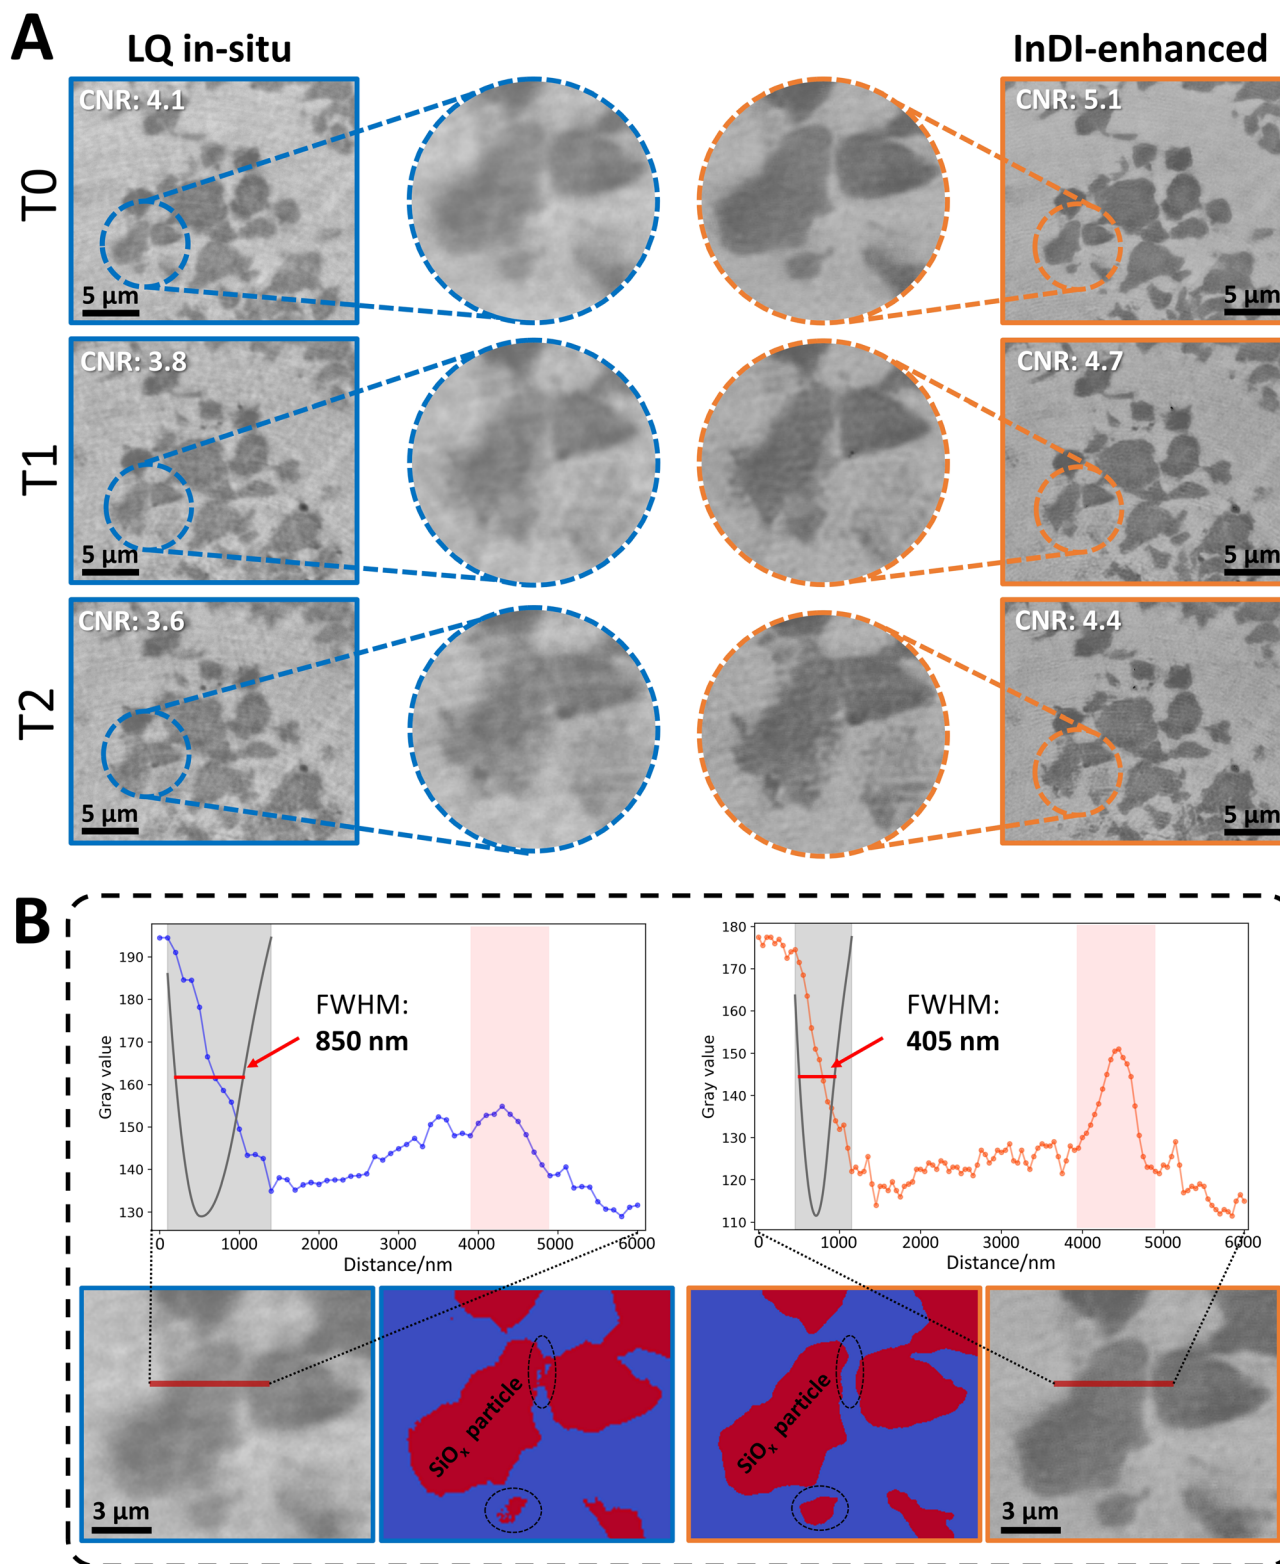 A
LQ in-situ
InDI-enhanced
T0
CNR: 4.1
5 µm
CNR: 5.1
5 µm
T1
CNR: 3.8
5 µm
CNR: 4.7
5 µm
T2
CNR: 3.6
5 µm
CNR: 4.4
5 µm
B
Gray value
190
180
170
160
150
140
130
0
1000
2000
3000
4000
5000
6000
Distance/nm
FWHM:
850 nm
Gray value
180
170
160
150
140
130
120
110
0
1000
2000
3000
4000
5000
6000
Distance/nm
FWHM:
405 nm
3 µm
SiOₓ particle
SiOₓ particle
3 µm